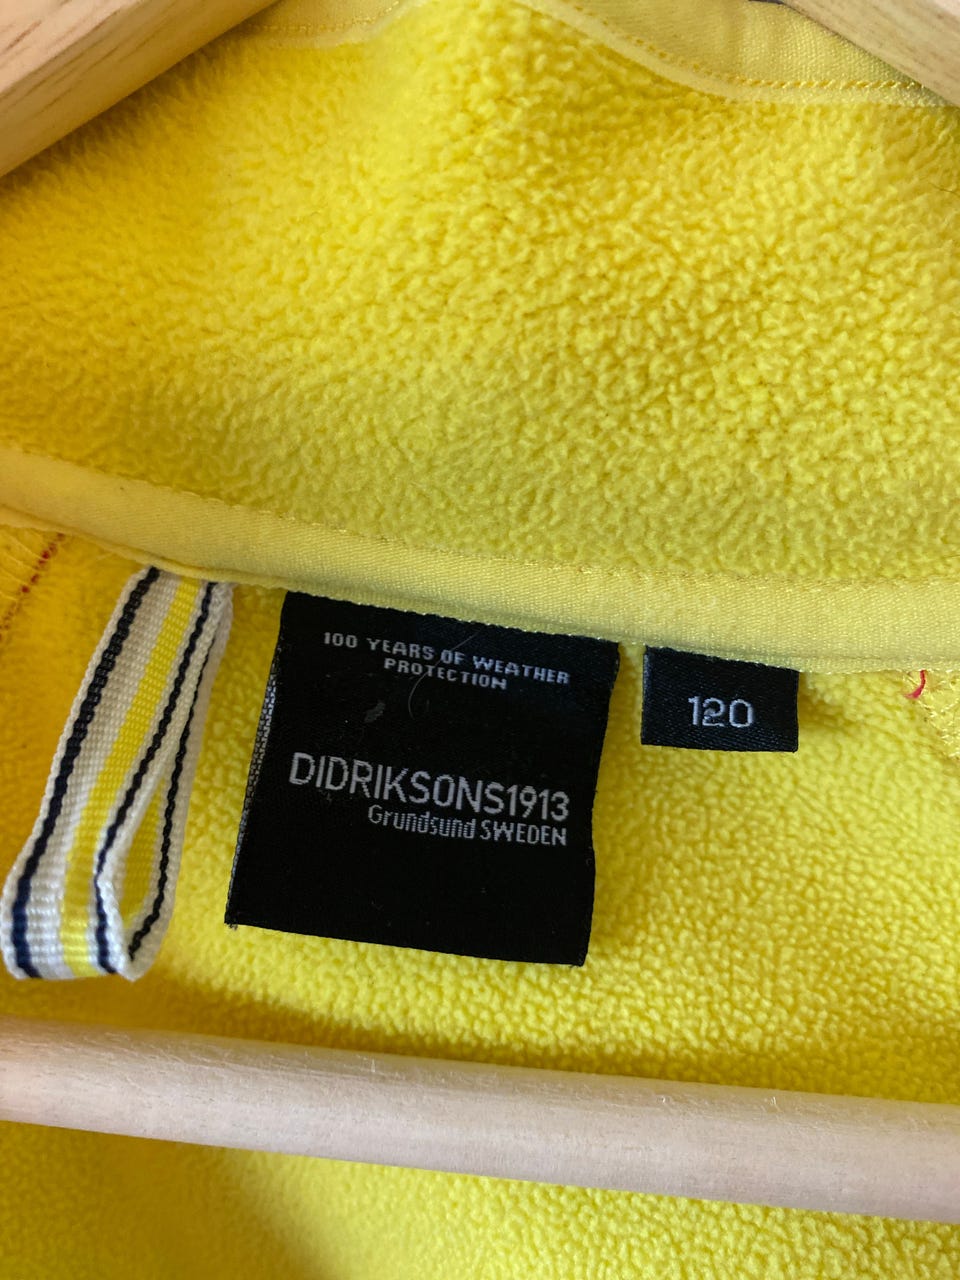 100 YEARS OF WEATHER
PROTECTION
DIDRIKSONS1913
Grundsund SWEDEN
120